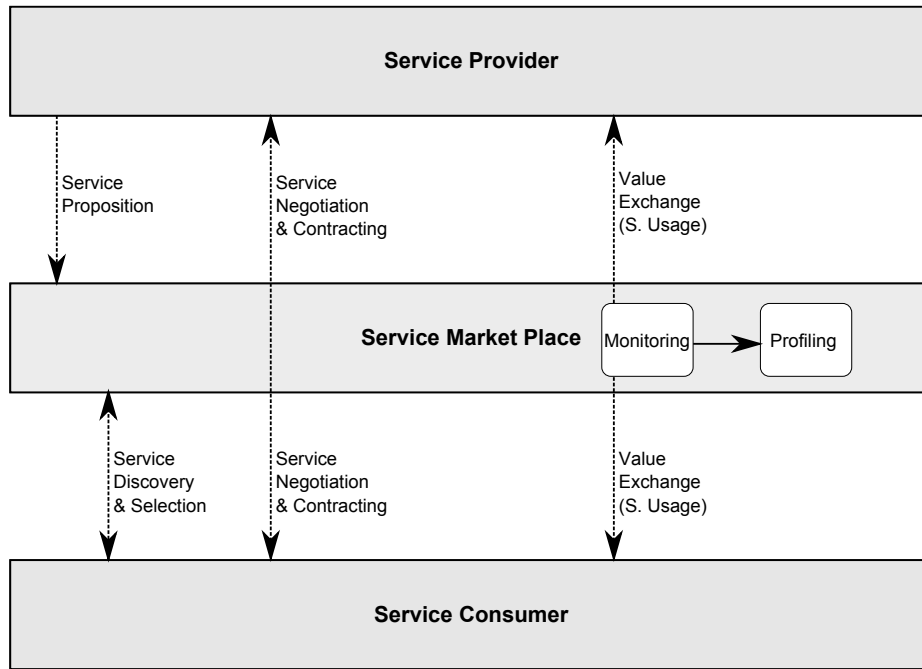 Service Provider
Service
Proposition
Service
Negotiation
& Contracting
Value
Exchange
(S. Usage)
Service Market Place
Monitoring
Profiling
Service
Discovery
& Selection
Service
Negotiation
& Contracting
Value
Exchange
(S. Usage)
Service Consumer